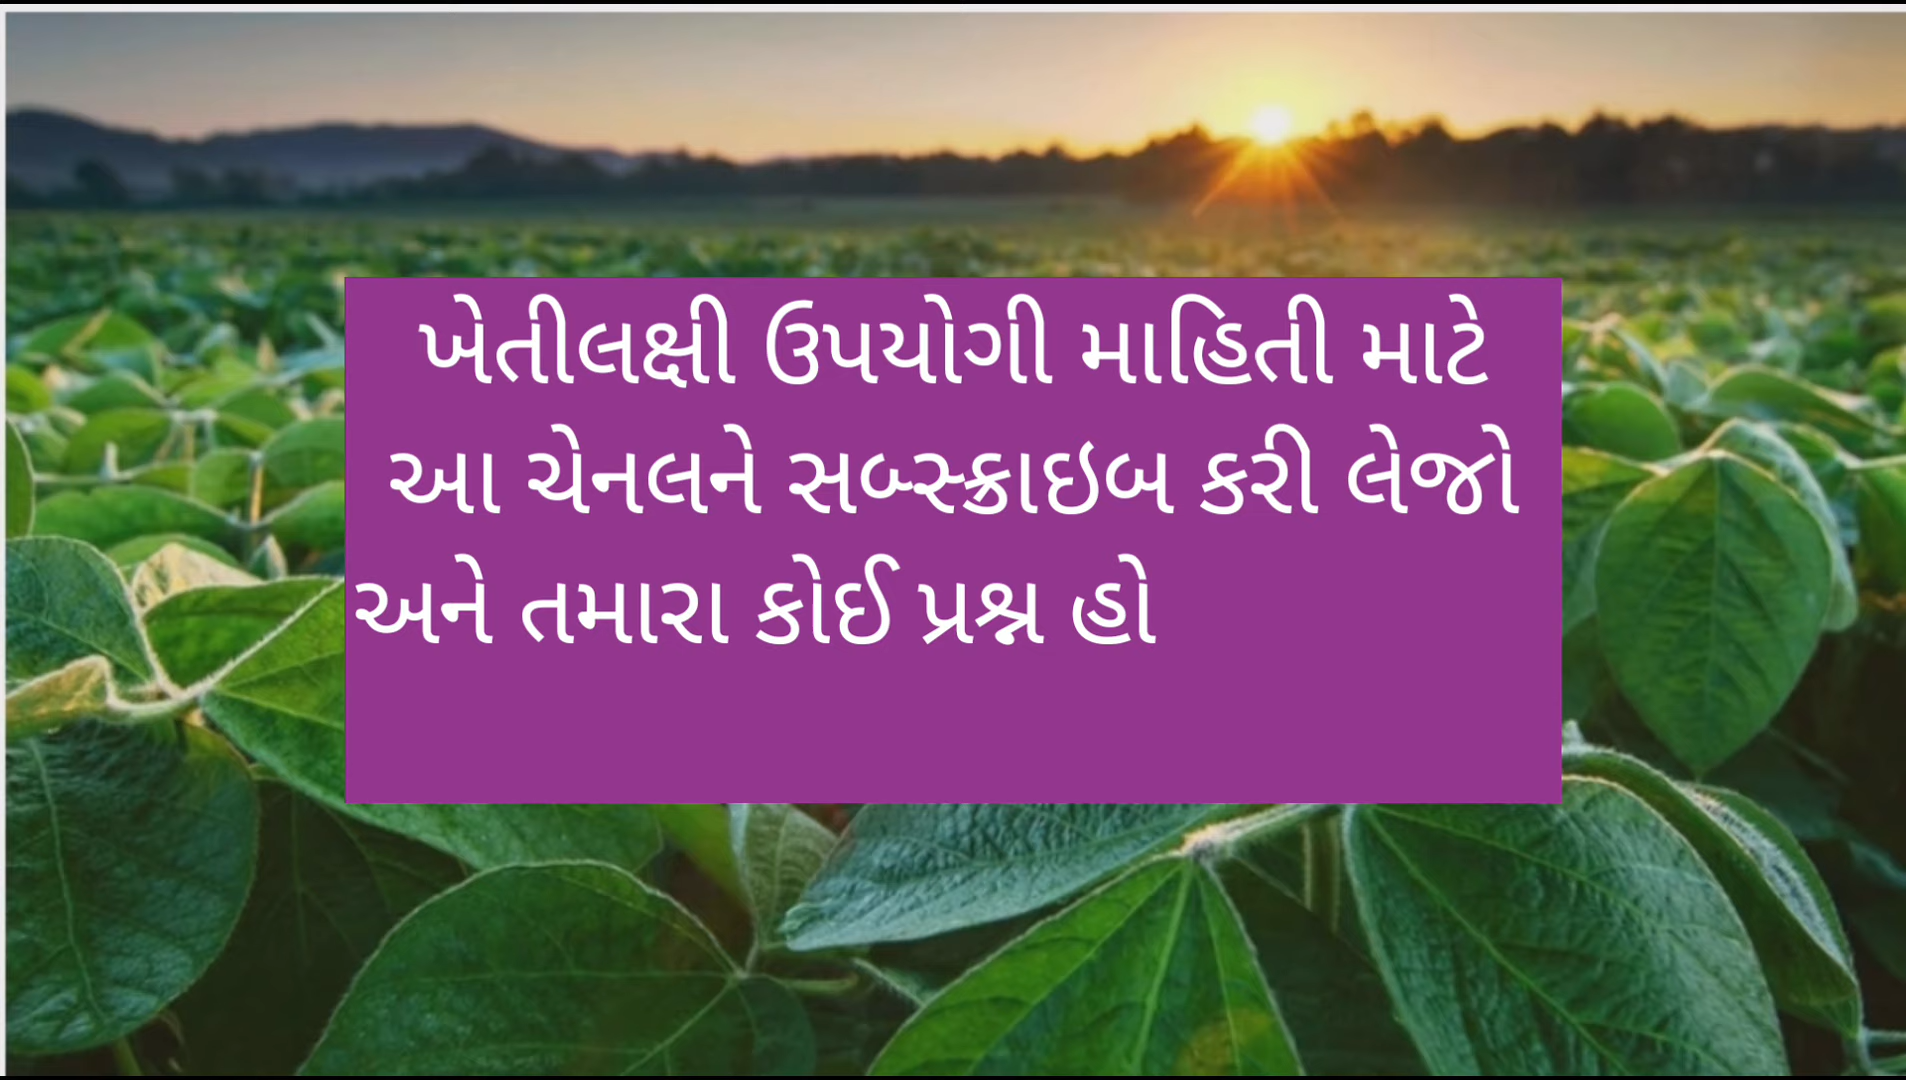 ખેતીલક્ષી ઉપયોગી માહિતી માટે
આ ચેનલને સબ્સ્ક્રાઇબ કરી લેજો
અને તમારા કોઈ પ્રશ્ન હો